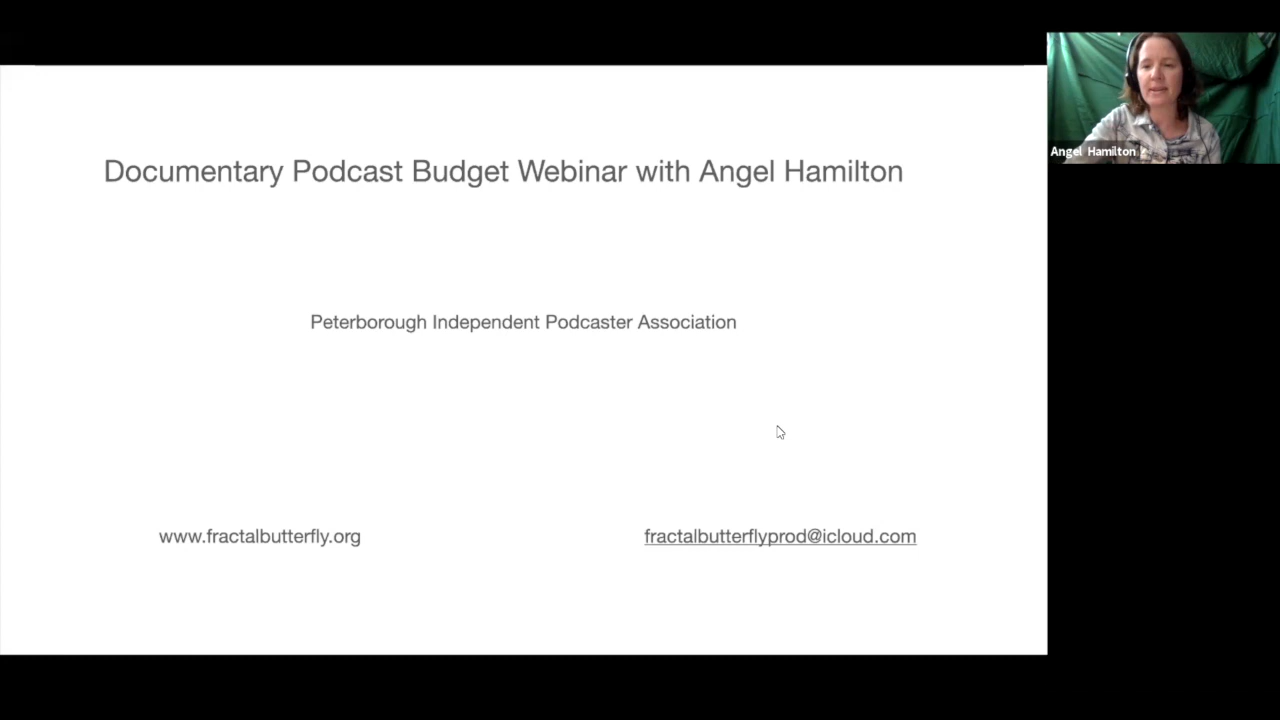 Documentary Podcast Budget Webinar with Angel Hamilton
Angel Hamilton
Peterborough Independent Podcaster Association
www.fractalbutterfly.org
fractalbutterflyprod@icloud.com